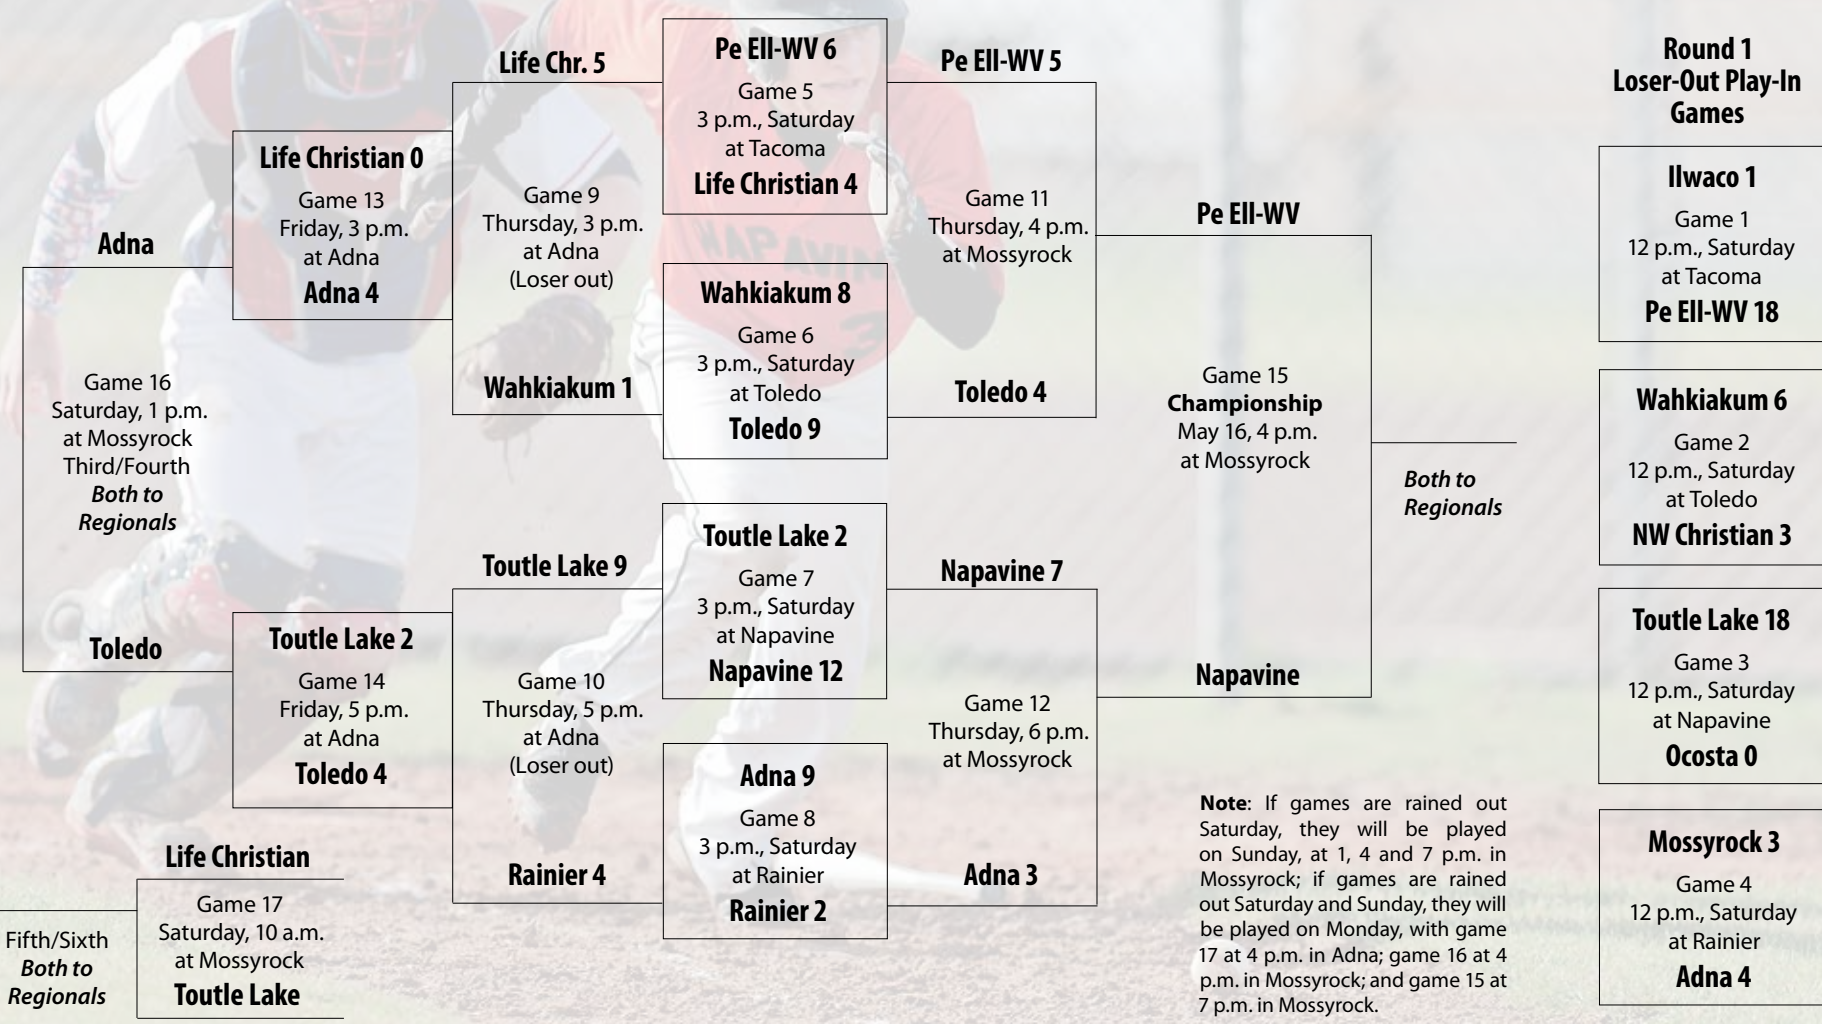 Life Chr. 5
Pe Ell-WV 6
Game 5
3 p.m., Saturday
at Tacoma
Life Christian 4
Pe Ell-WV 5
Round 1
Loser-Out Play-In
Games
Life Christian 0
Game 13
Friday, 3 p.m.
at Adna
Adna 4
Game 9
Thursday, 3 p.m.
at Adna
(Loser out)
Game 11
Thursday, 4 p.m.
at Mossyrock
Ilwaco 1
Game 1
12 p.m., Saturday
at Tacoma
Pe Ell-WV 18
Adna
Pe Ell-WV
NAPAVIN
3
Wahkiakum 8
Game 6
3 p.m., Saturday
at Toledo
Toledo 9
Wahkiakum 1
Toledo 4
Game 16
Saturday, 1 p.m.
at Mossyrock
Third/Fourth
Both to
Regionals
Game 15
Championship
May 16, 4 p.m.
at Mossyrock
Both to
Regionals
Wahkiakum 6
Game 2
12 p.m., Saturday
at Toledo
NW Christian 3
Toutle Lake 9
Toutle Lake 2
Game 7
3 p.m., Saturday
at Napavine
Napavine 12
Napavine 7
Toledo
Toutle Lake 2
Game 14
Friday, 5 p.m.
at Adna
Toledo 4
Game 10
Thursday, 5 p.m.
at Adna
(Loser out)
Napavine
Game 12
Thursday, 6 p.m.
at Mossyrock
Toutle Lake 18
Game 3
12 p.m., Saturday
at Napavine
Ocosta 0
Adna 9
Game 8
3 p.m., Saturday
at Rainier
Rainier 2
Rainier 4
Adna 3
Life Christian
Game 17
Saturday, 10 a.m.
at Mossyrock
Toutle Lake
Fifth/Sixth
Both to
Regionals
Note: If games are rained out
Saturday, they will be played
on Sunday, at 1, 4 and 7 p.m. in
Mossyrock; if games are rained
out Saturday and Sunday, they will
be played on Monday, with game
17 at 4 p.m. in Adna; game 16 at 4
p.m. in Mossyrock; and game 15 at
7 p.m. in Mossyrock.
Mossyrock 3
Game 4
12 p.m., Saturday
at Rainier
Adna 4